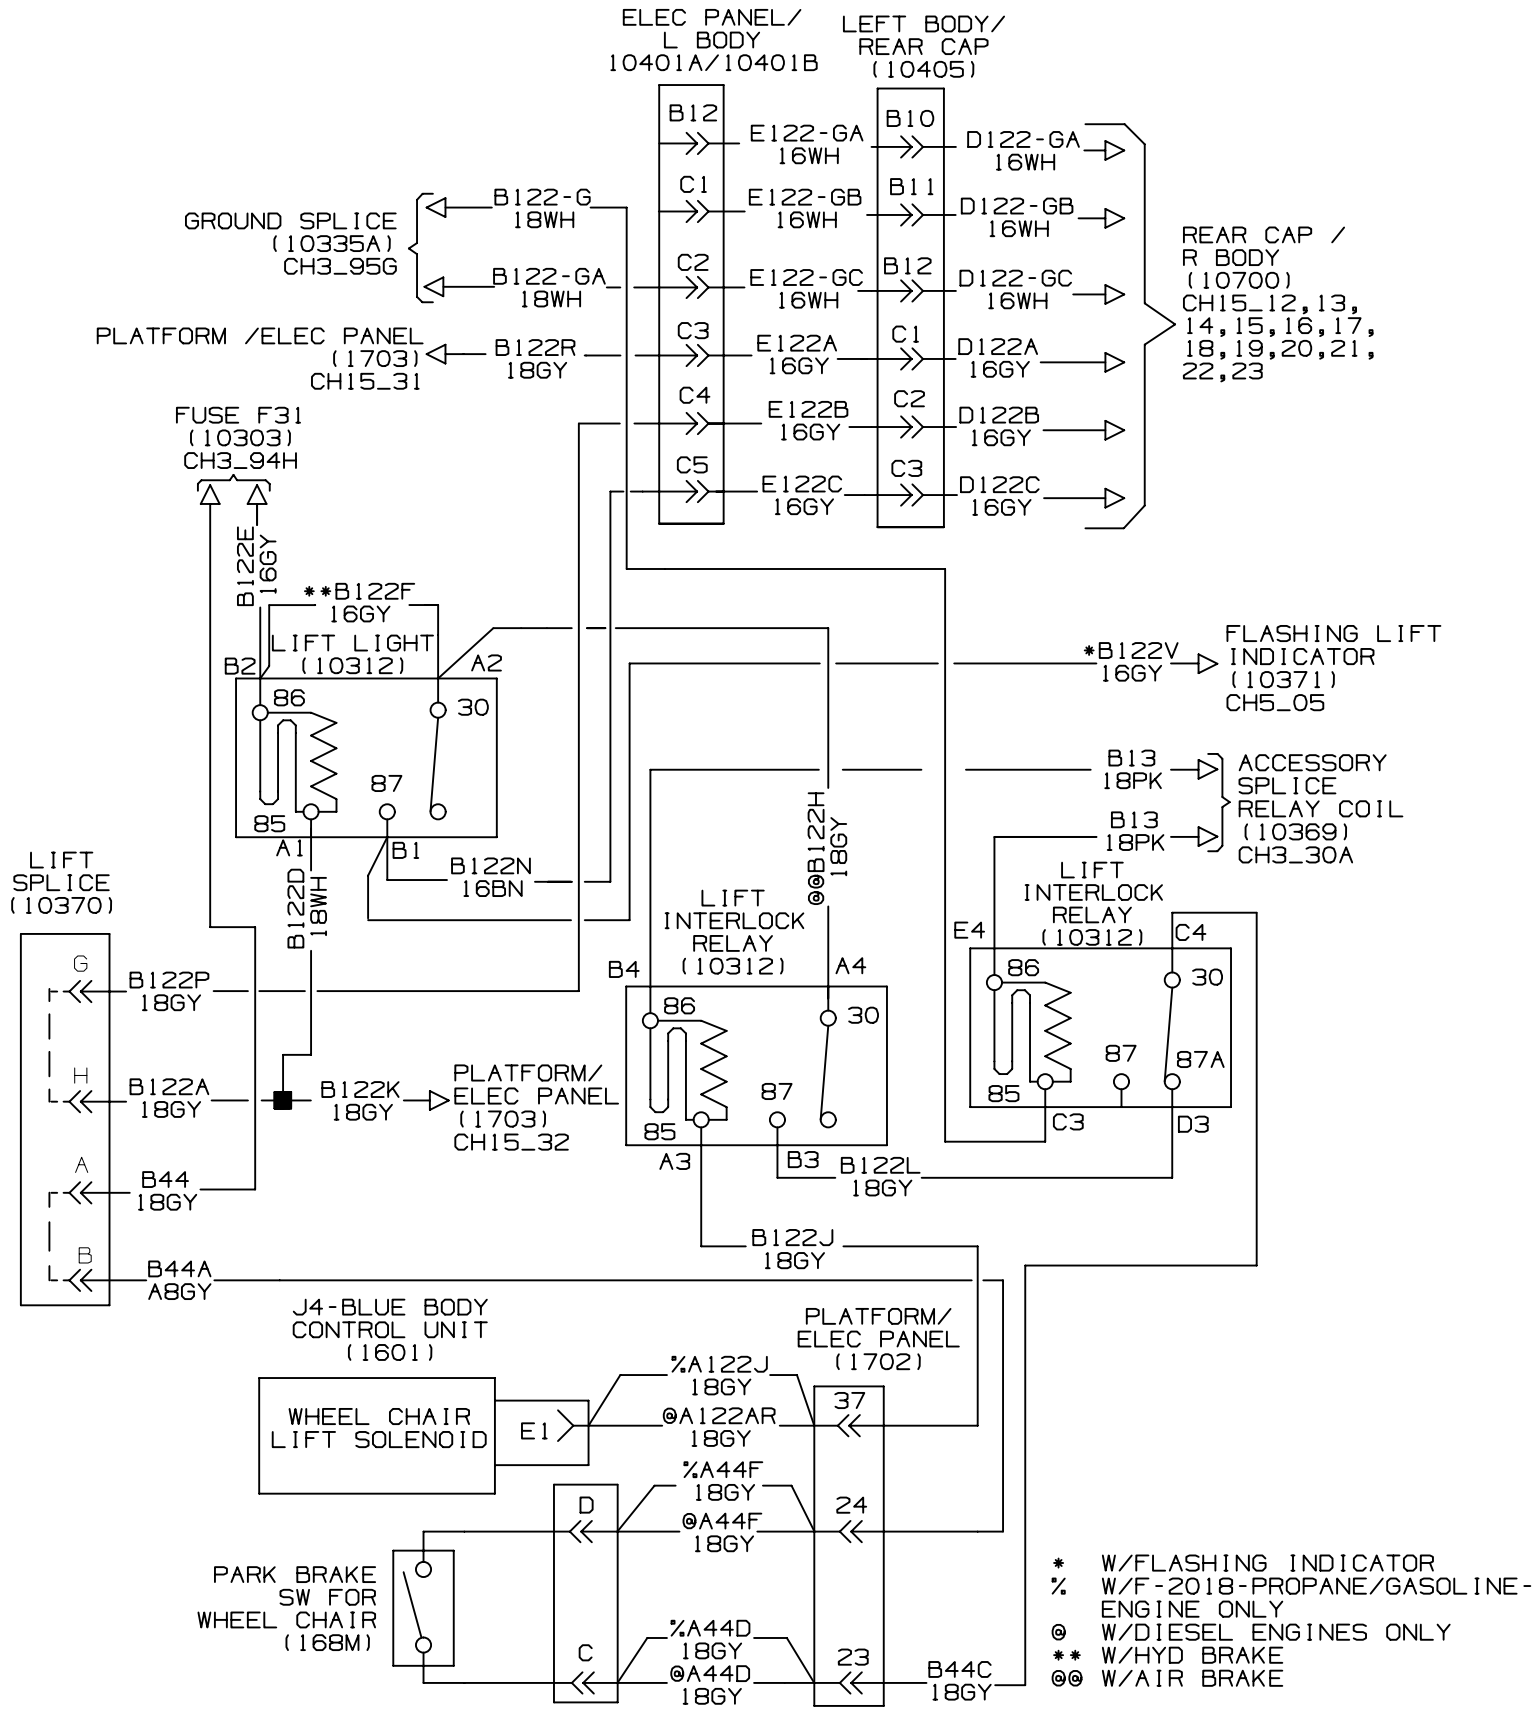 ELEC PANEL/
L BODY
10401A/10401B
LEFT BODY/
REAR CAP
(10405)
B12
E122-GA
16WH
B10
D122-GA
16WH
C1
E122-GB
16WH
B11
D122-GB
16WH
C2
E122-GC
16WH
B12
D122-GC
16WH
C3
E122A
16GY
C1
D122A
16GY
C4
E122B
16GY
C2
D122B
16GY
C5
E122C
16GY
C3
D122C
16GY
REAR CAP /
R BODY
(10700)
CH15_12,13,
14,15,16,17,
18,19,20,21,
22,23
GROUND SPLICE
(10335A)
CH3_95G
B122-G
18WH
B122-GA
18WH
PLATFORM /ELEC PANEL
(1703)
CH15_31
B122R
18GY
FUSE F31
(10303)
CH3_94H
B122E
16GY
**B122F
16GY
LIFT LIGHT
(10312)
B2
A2
86
30
87
85
A1
B1
B122D
18WH
B122N
16BN
*B122V
16GY
FLASHING LIFT
INDICATOR
(10371)
CH5_05
B13
18PK
B13
18PK
ACCESSORY
SPLICE
RELAY COIL
(10369)
CH3_30A
@@B122H
18GY
LIFT
INTERLOCK
RELAY
(10312)
B4
A4
86
30
87
85
A3
B3
LIFT
INTERLOCK
RELAY
(10312)
E4
C4
86
30
87
87A
85
C3
D3
B122L
18GY
LIFT
SPLICE
(10370)
G
B122P
18GY
H
B122A
18GY
B122K
18GY
PLATFORM/
ELEC PANEL
(1703)
CH15_32
A
B44
18GY
B
B44A
A8GY
B122J
18GY
J4-BLUE BODY
CONTROL UNIT
(1601)
WHEEL CHAIR
LIFT SOLENOID
E1
PLATFORM/
ELEC PANEL
(1702)
%A122J
18GY
@A122AR
18GY
37
%A44F
18GY
@A44F
18GY
D
24
PARK BRAKE
SW FOR
WHEEL CHAIR
(168M)
%A44D
18GY
@A44D
18GY
C
23
B44C
18GY
* W/FLASHING INDICATOR
% W/F-2018-PROPANE/GASOLINE-
ENGINE ONLY
@ W/DIESEL ENGINES ONLY
** W/HYD BRAKE
@@ W/AIR BRAKE